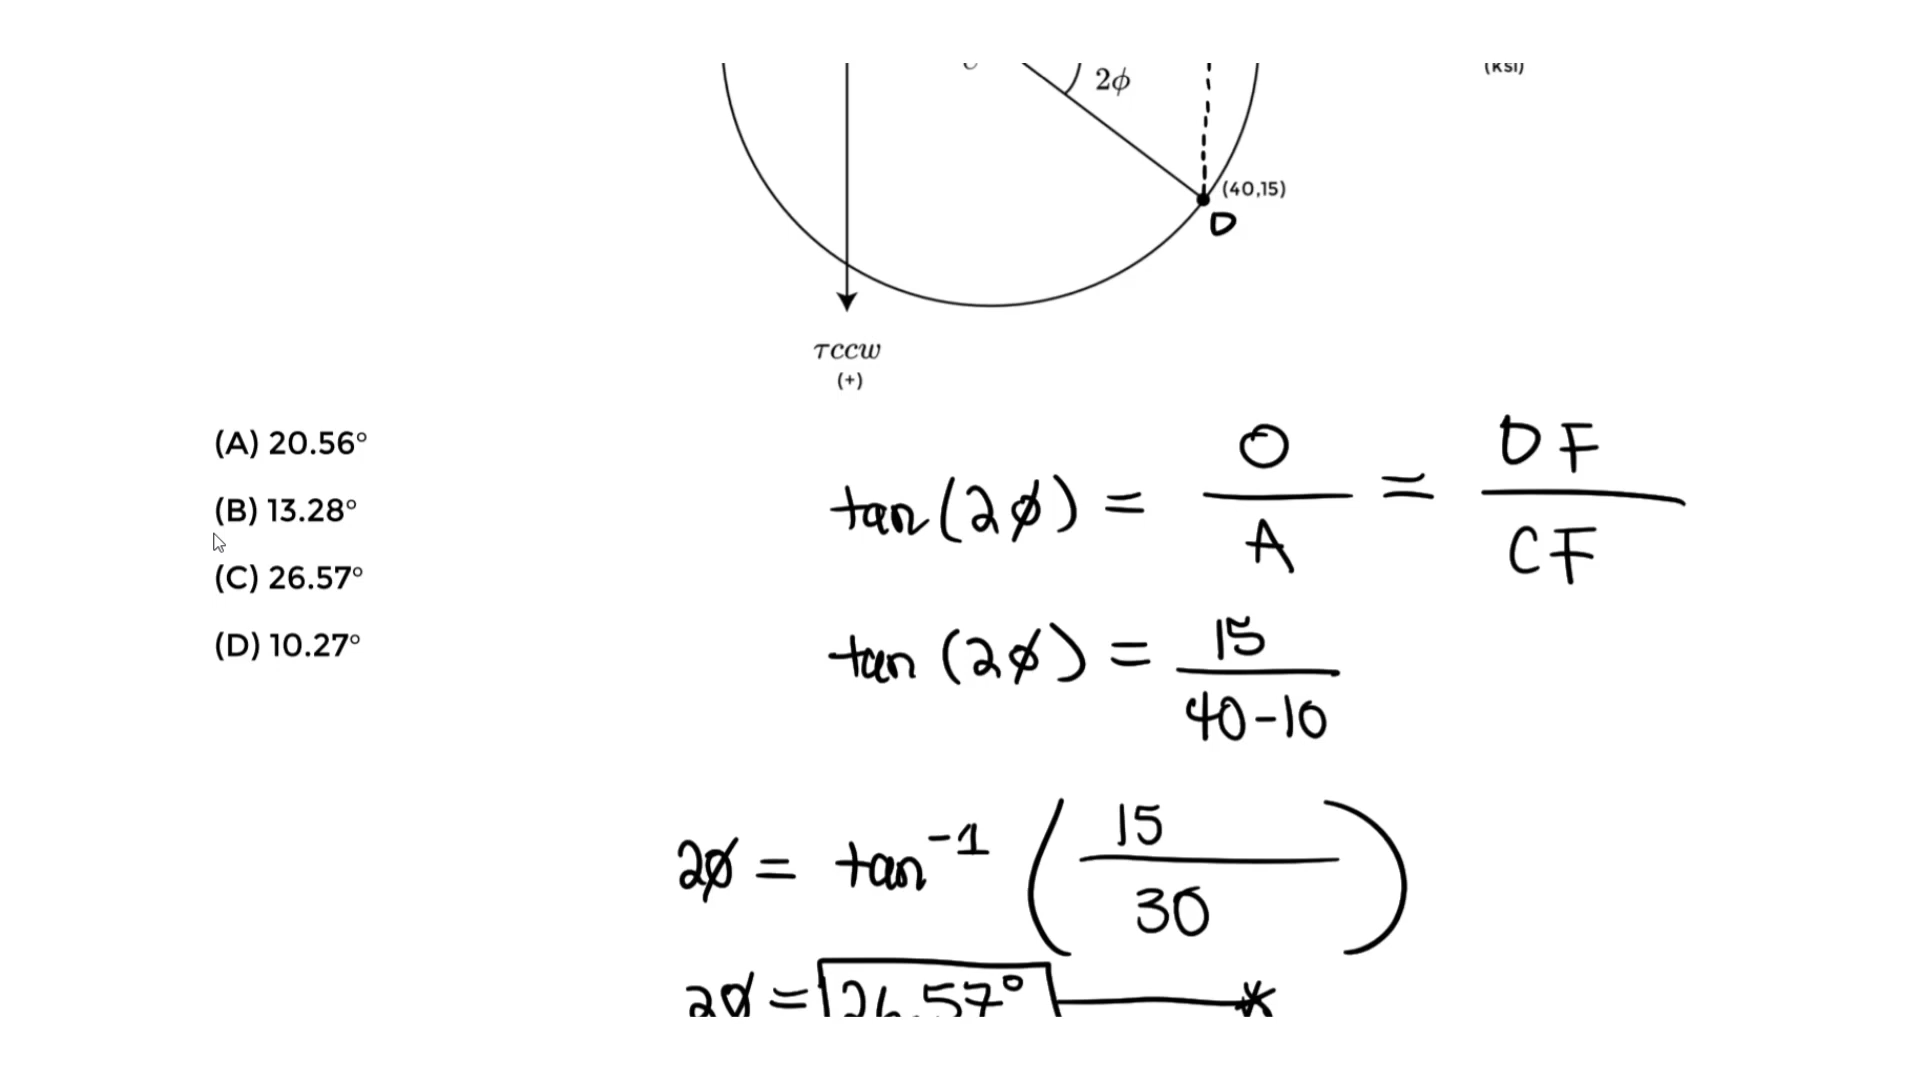 (ksi)
2ϕ
(40,15)
D
τccw
(+)
(A) 20.56°
(B) 13.28°
(C) 26.57°
(D) 10.27°
tan(2ϕ) = O/A = DF/CF
tan(2ϕ) = 15/40-10
2ϕ = tan⁻¹(15/30)
2ϕ = 26.57°